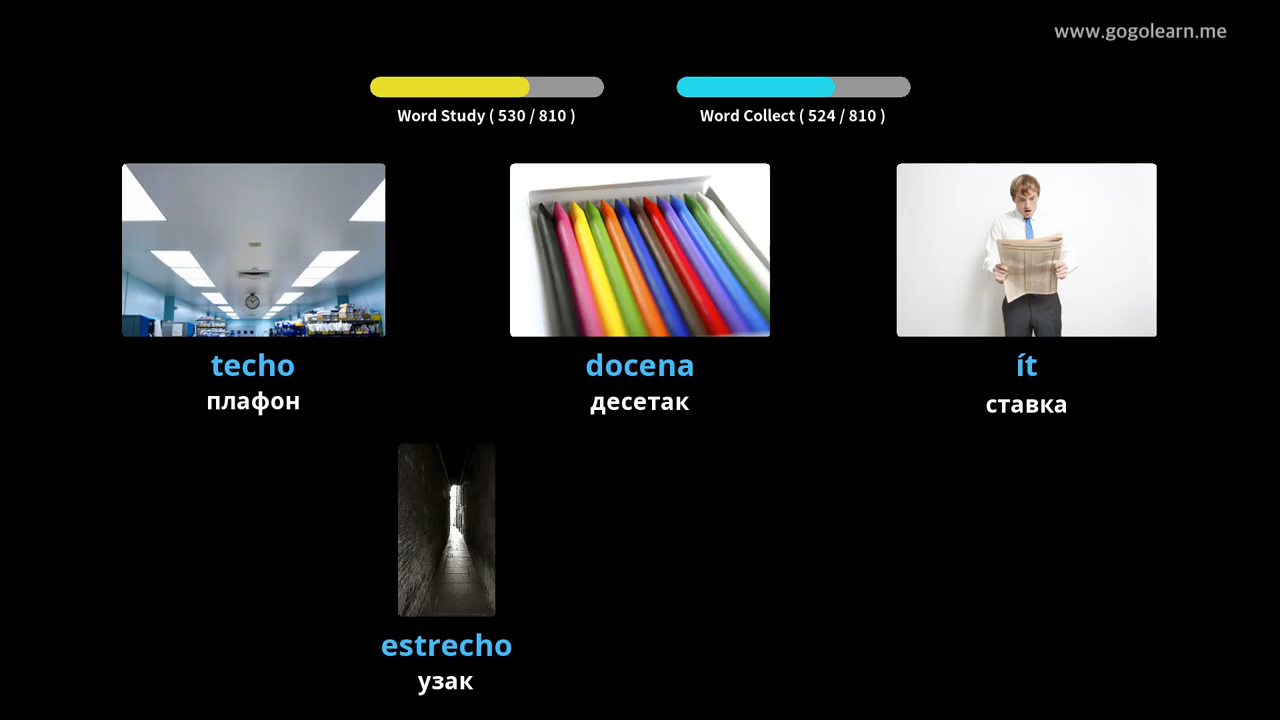 www.gogolearn.me
Word Study ( 530 / 810 )
Word Collect ( 524 / 810 )
techo
плафон
docena
десетак
ít
ставка
estrecho
узак